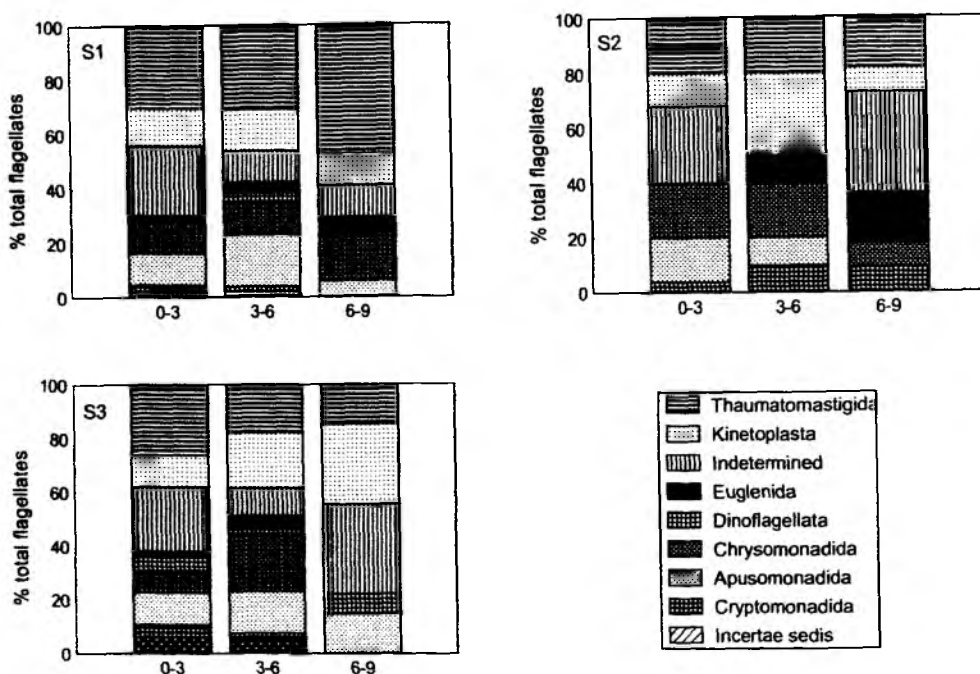 100
80
60
40
20
0
% total flagellates
S1
0-3 3-6 6-9
100
80
60
40
20
0
% total flagellates
S2
0-3 3-6 6-9
100
80
60
40
20
0
% total flagellates
S3
0-3 3-6 6-9
Thaumatomastigida
Kinetoplasta
Indetermined
Euglenida
Dinoflagellata
Chrysomonadida
Apusomonadida
Cryptomonadida
Incertae sedis